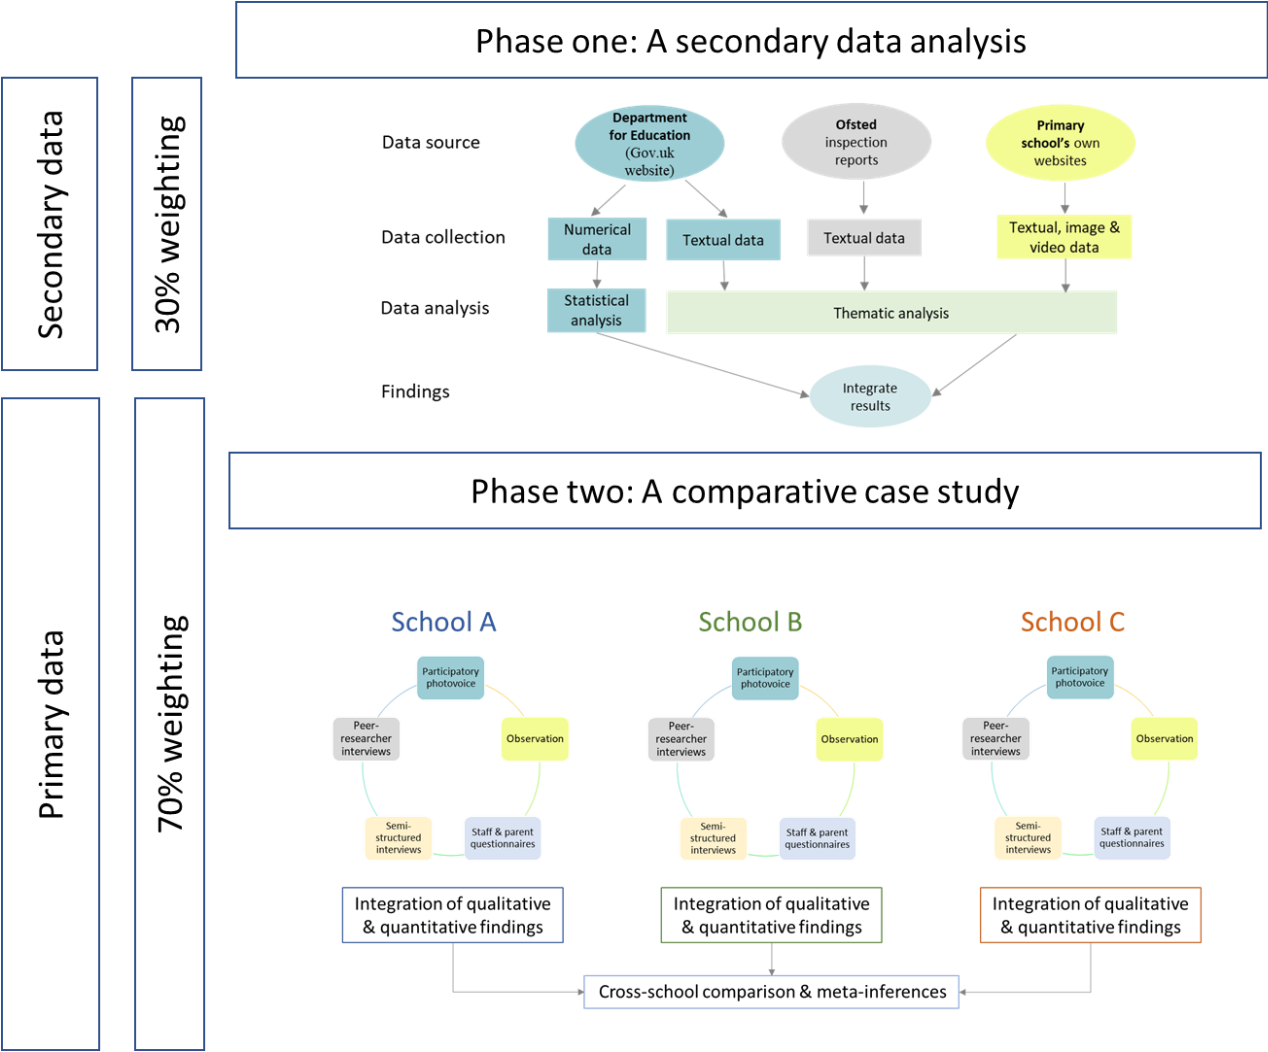 Phase one: A secondary data analysis
Secondary data
30% weighting
Data source
Department
for Education
(Gov.uk
website)
Ofsted
inspection
reports
Primary
school's own
websites
Data collection
Numerical
data
Textual data
Textual data
Textual, image &
video data
Data analysis
Statistical
analysis
Thematic analysis
Findings
Integrate
results
Phase two: A comparative case study
Primary data
70% weighting
School A
Participatory
photovoice
Peer-
researcher
interviews
Observation
Semi-
structured
interviews
Staff & parent
questionnaires
Integration of qualitative
& quantitative findings
School B
Participatory
photovoice
Peer-
researcher
interviews
Observation
Semi-
structured
interviews
Staff & parent
questionnaires
Integration of qualitative
& quantitative findings
School C
Participatory
photovoice
Peer-
researcher
interviews
Observation
Semi-
structured
interviews
Staff & parent
questionnaires
Integration of qualitative
& quantitative findings
Cross-school comparison & meta-inferences